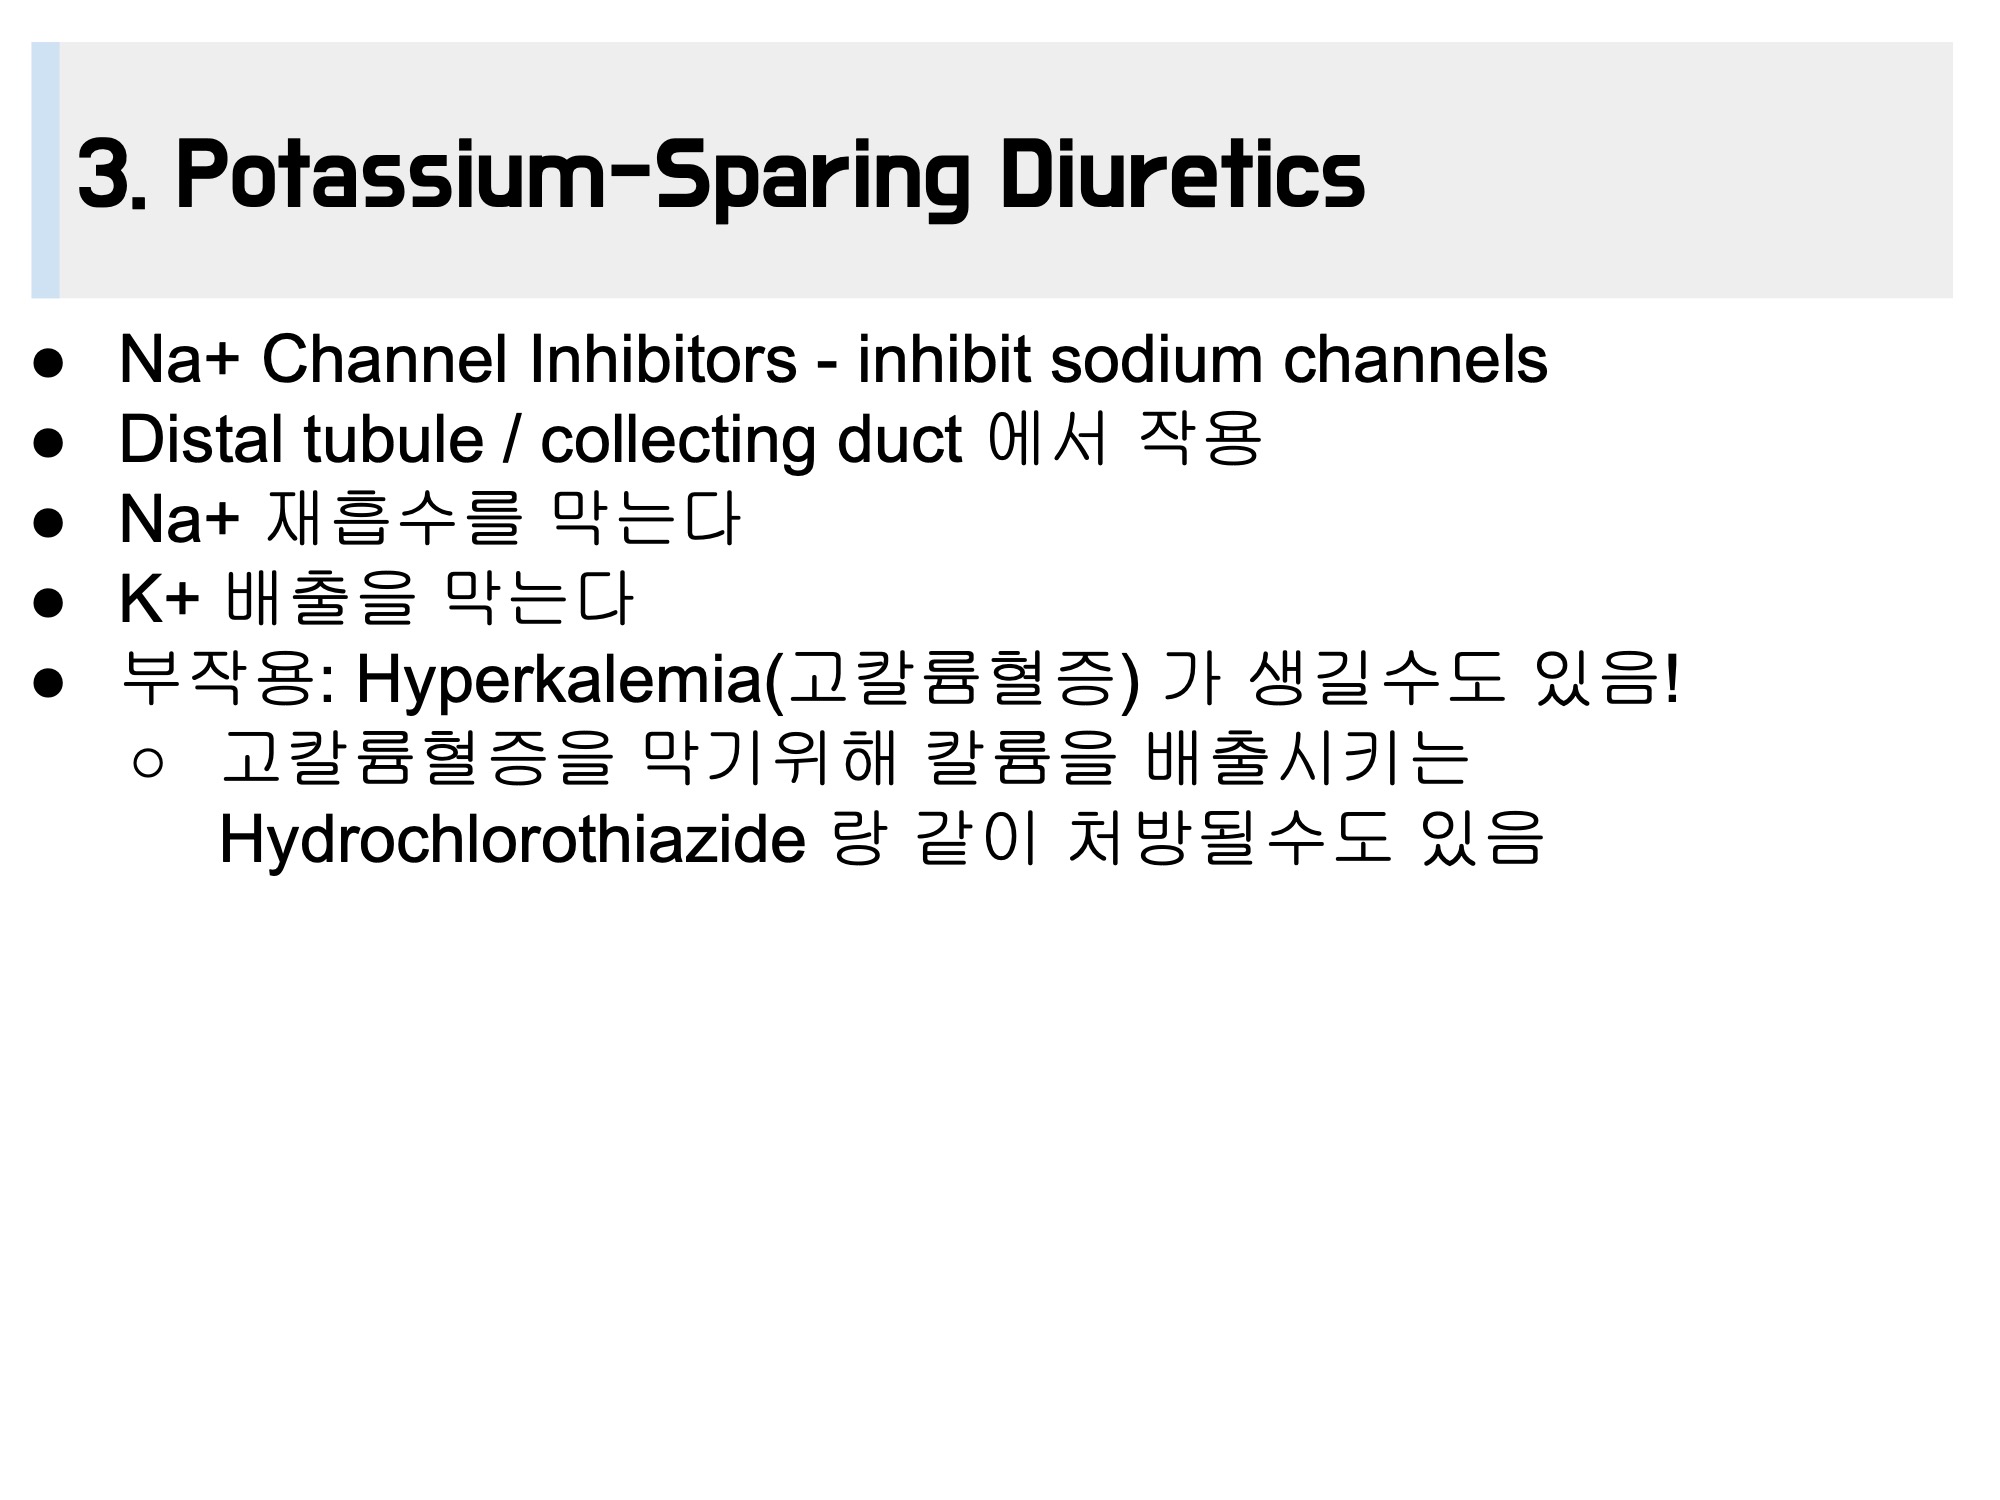 3. Potassium-Sparing Diuretics
● Na+ Channel Inhibitors - inhibit sodium channels
● Distal tubule / collecting duct 에서 작용
● Na+ 재흡수를 막는다
● K+ 배출을 막는다
● 부작용: Hyperkalemia(고칼륨혈증) 가 생길수도 있음!
○ 고칼륨혈증을 막기위해 칼륨을 배출시키는
Hydrochlorothiazide 랑 같이 처방될수도 있음